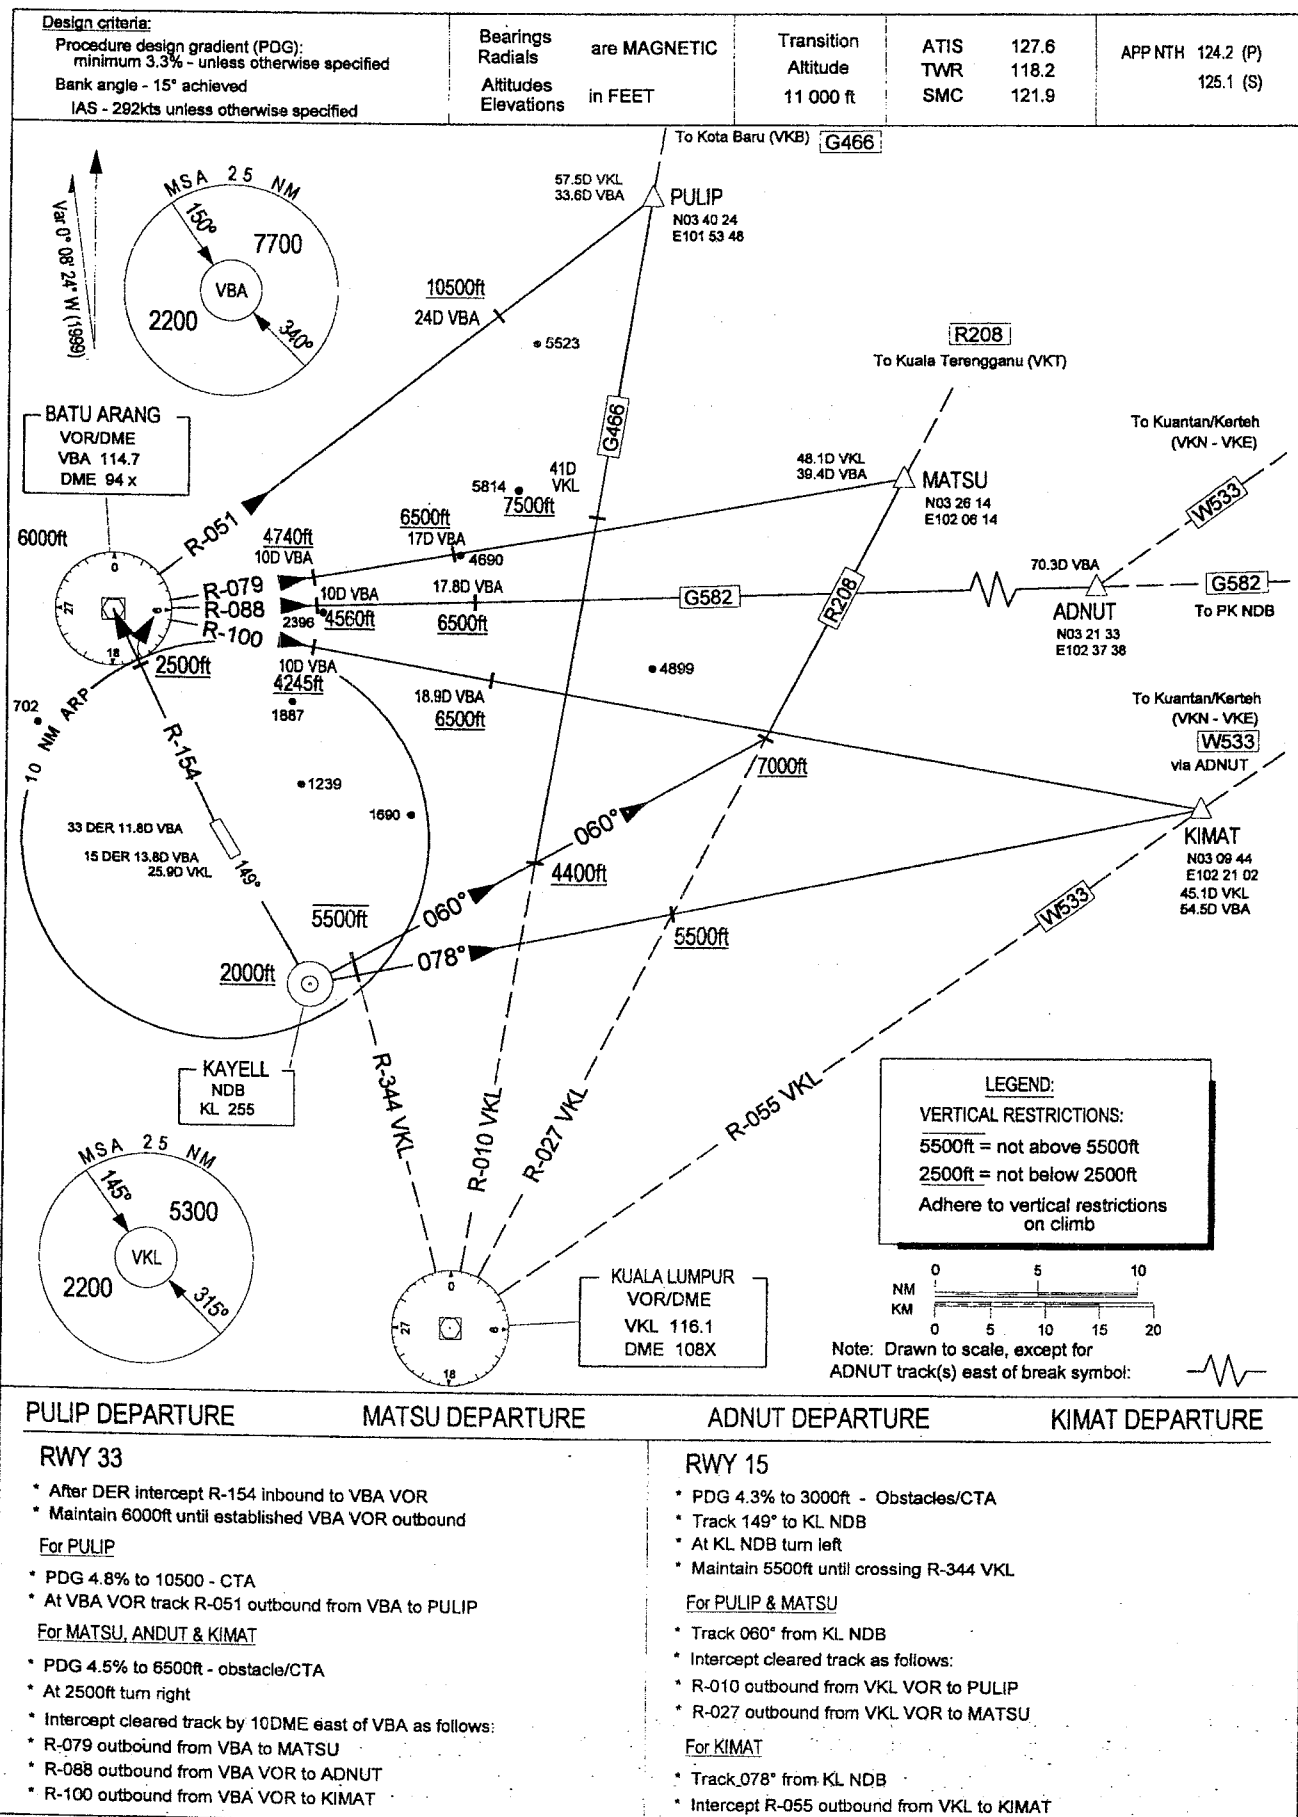 Design criteria:
Procedure design gradient (PDG):
minimum 3.3% - unless otherwise specified
Bank angle - 15° achieved
IAS - 292kts unless otherwise specified
Bearings
Radials
are MAGNETIC
Altitudes
Elevations
in FEET
Transition
Altitude
11 000 ft
ATIS 127.6
TWR 118.2
SMC 121.9
APP NTH 124.2 (P)
125.1 (S)
To Kota Baru (VKB) G466
MSA 25 NM
150°
7700
VBA
2200
340°
Var 0° 08' 24" W (1999)
57.5D VKL
33.6D VBA
PULIP
N03 40 24
E101 53 48
10500ft
24D VBA
5523
R208
To Kuala Terengganu (VKT)
G466
BATU ARANG
VOR/DME
VBA 114.7
DME 94 x
To Kuantan/Kerteh
(VKN - VKE)
W533
48.1D VKL
39.4D VBA
MATSU
N03 26 14
E102 06 14
41D
VKL
5814
7500ft
R-051
6000ft
6500ft
17D VBA
4740ft
10D VBA
4690
0
27
9
18
R-079
R-088
R-100
10D VBA
2396
4560ft
17.8D VBA
6500ft
G582
R208
70.3D VBA
ADNUT
N03 21 33
E102 37 38
G582
To PK NDB
2500ft
10D VBA
4245ft
1887
18.9D VBA
6500ft
4899
702
10 NM ARP
R-154
1239
1690
7000ft
To Kuantan/Kerteh
(VKN - VKE)
W533
via ADNUT
33 DER 11.8D VBA
15 DER 13.8D VBA
25.9D VKL
149°
060°
4400ft
KIMAT
N03 09 44
E102 21 02
45.1D VKL
54.5D VBA
W533
5500ft
060°
078°
5500ft
2000ft
KAYELL
NDB
KL 255
R-344 VKL
R-010 VKL
R-027 VKL
R-055 VKL
LEGEND:
VERTICAL RESTRICTIONS:
5500ft = not above 5500ft
2500ft = not below 2500ft
Adhere to vertical restrictions
on climb
MSA 25 NM
145°
5300
VKL
2200
315°
0
27
9
18
KUALA LUMPUR
VOR/DME
VKL 116.1
DME 108X
0 5 10
NM
KM
0 5 10 15 20
Note: Drawn to scale, except for
ADNUT track(s) east of break symbol:
PULIP DEPARTURE MATSU DEPARTURE ADNUT DEPARTURE KIMAT DEPARTURE
RWY 33
* After DER intercept R-154 inbound to VBA VOR
* Maintain 6000ft until established VBA VOR outbound
For PULIP
* PDG 4.8% to 10500 - CTA
* At VBA VOR track R-051 outbound from VBA to PULIP
For MATSU, ANDUT & KIMAT
* PDG 4.5% to 6500ft - obstacle/CTA
* At 2500ft turn right
* Intercept cleared track by 10DME east of VBA as follows:
* R-079 outbound from VBA to MATSU
* R-088 outbound from VBA VOR to ADNUT
* R-100 outbound from VBA VOR to KIMAT
RWY 15
* PDG 4.3% to 3000ft - Obstacles/CTA
* Track 149° to KL NDB
* At KL NDB turn left
* Maintain 5500ft until crossing R-344 VKL
For PULIP & MATSU
* Track 060° from KL NDB
* Intercept cleared track as follows:
* R-010 outbound from VKL VOR to PULIP
* R-027 outbound from VKL VOR to MATSU
For KIMAT
* Track 078° from KL NDB
* Intercept R-055 outbound from VKL to KIMAT